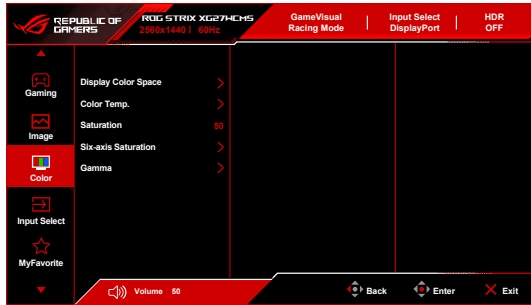 REPUBLIC OF
GAMERS
ROG STRIX XG27WCMS
2560x1440 | 60Hz
GameVisual
Racing Mode
Input Select
DisplayPort
HDR
OFF
Gaming
Image
Color
Input Select
MyFavorite
Display Color Space
Color Temp.
Saturation 50
Six-axis Saturation
Gamma
Volume 50
Back
Enter
Exit